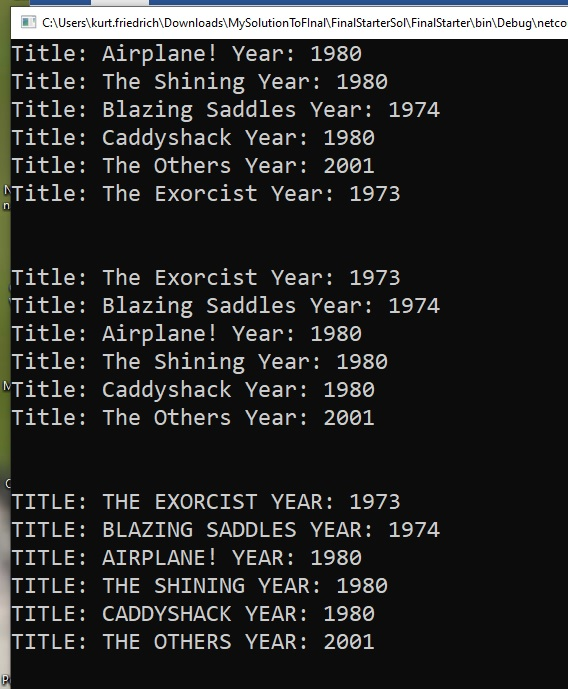 C:\Users\kurt.friedrich\Downloads\MySolutionToFInal\FinalStarterSol\FinalStarter\bin\Debug\netco
Title: Airplane! Year: 1980
Title: The Shining Year: 1980
Title: Blazing Saddles Year: 1974
Title: Caddyshack Year: 1980
Title: The Others Year: 2001
Title: The Exorcist Year: 1973
Title: The Exorcist Year: 1973
Title: Blazing Saddles Year: 1974
Title: Airplane! Year: 1980
Title: The Shining Year: 1980
Title: Caddyshack Year: 1980
Title: The Others Year: 2001
TITLE: THE EXORCIST YEAR: 1973
TITLE: BLAZING SADDLES YEAR: 1974
TITLE: AIRPLANE! YEAR: 1980
TITLE: THE SHINING YEAR: 1980
TITLE: CADDYSHACK YEAR: 1980
TITLE: THE OTHERS YEAR: 2001